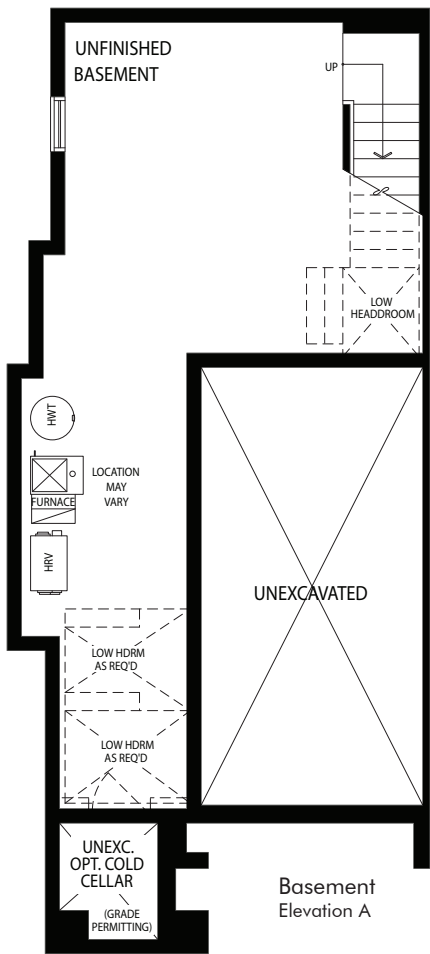 UNFINISHED
BASEMENT
UP
LOW
HEADDROOM
HWT
LOCATION
MAY
VARY
FURNACE
HRV
UNEXCAVATED
LOW HDRM
AS REQ'D
LOW HDRM
AS REQ'D
UNEXC.
OPT. COLD
CELLAR
(GRADE
PERMITTING)
Basement
Elevation A